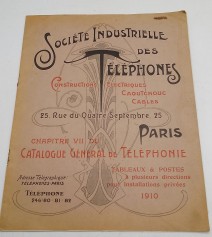 SOCIÉTÉ INDUSTRIELLE
DES
TÉLÉPHONES
CONSTRUCTIONS ÉLECTRIQUES
CAOUTCHOUC
CABLES
25, Rue du Quatre Septembre, 25
PARIS
CHAPITRE VII DU
CATALOGUE GÉNÉRAL DE TÉLÉPHONIE
TABLEAUX & POSTES
à plusieurs directions
pour installations privées
1910
Adresse Télégraphique
TÉLÉPHONES-PARIS
TÉLÉPHONE